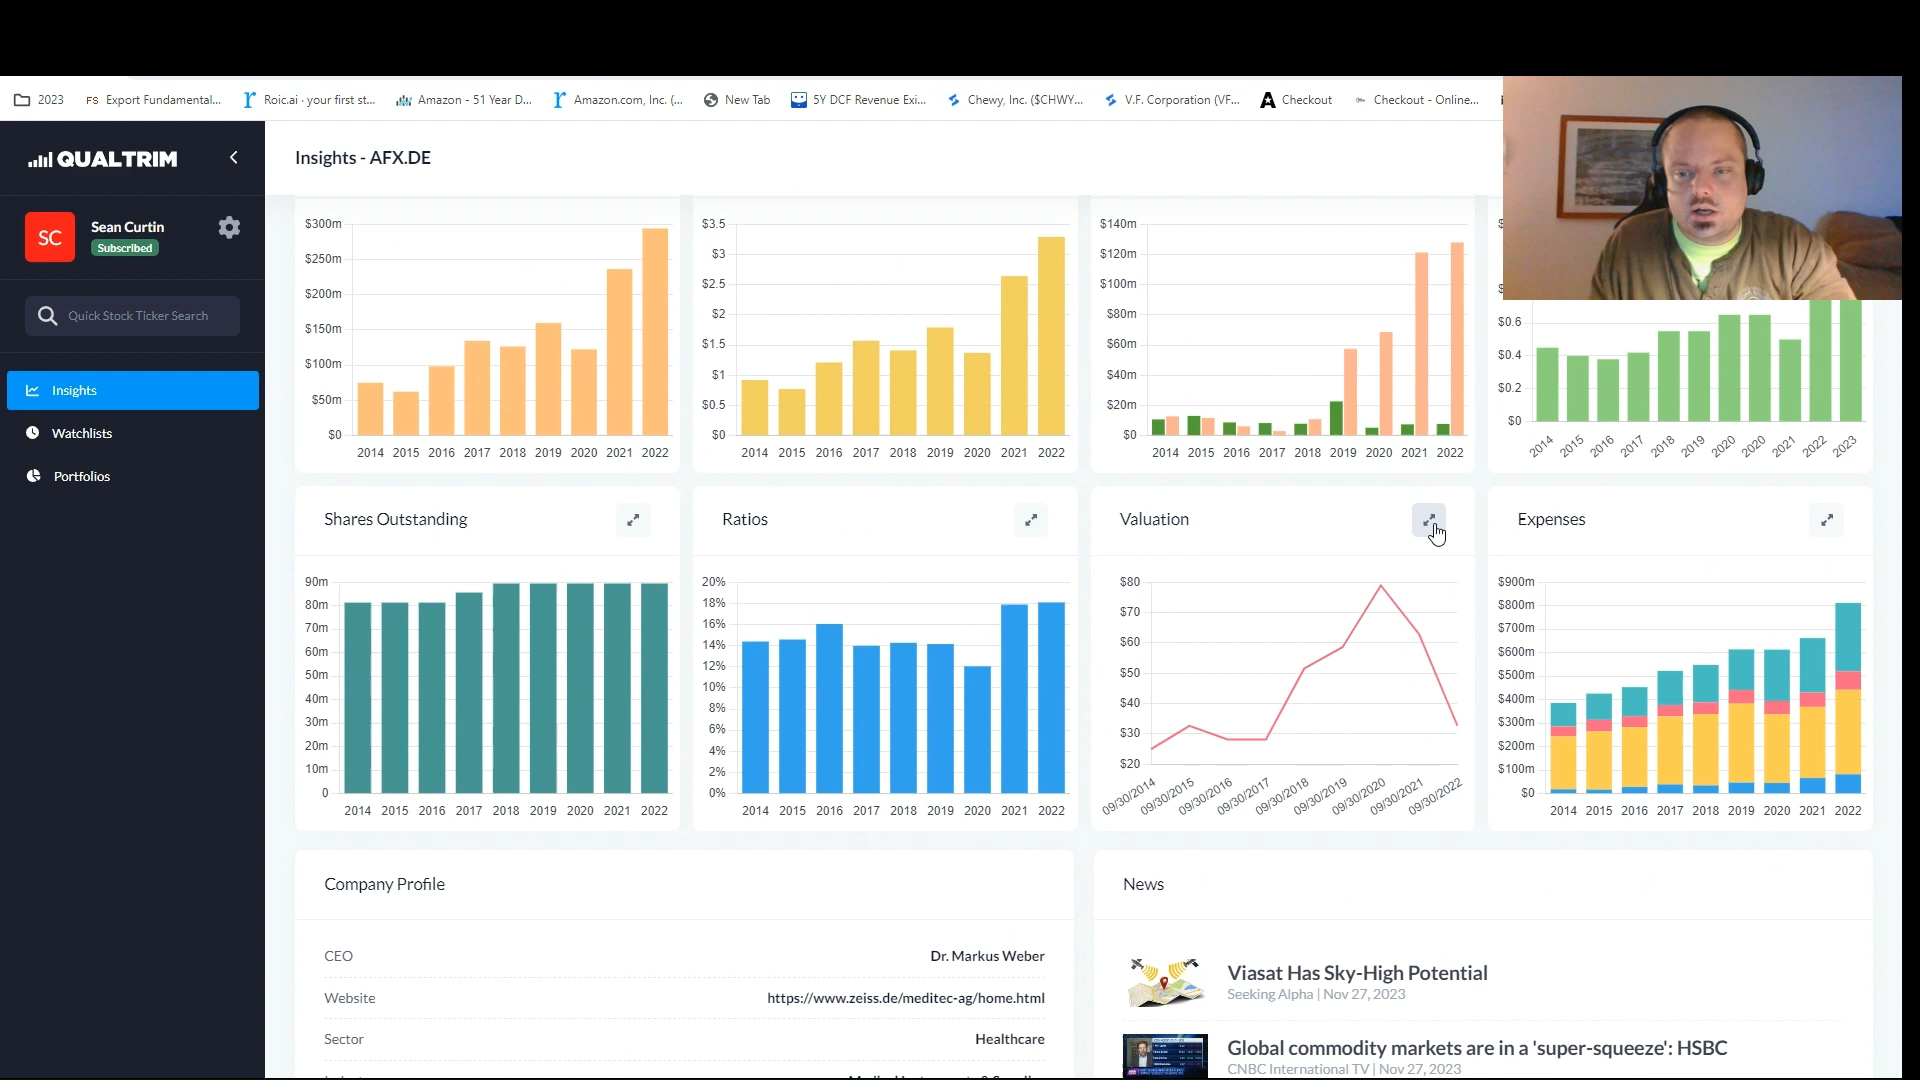 2023
FS Export Fundamental...
Roic.ai - your first st...
Amazon - 51 Year D...
Amazon.com, Inc. (...
New Tab
5Y DCF Revenue Exi...
Chewy, Inc. ($CHWY...
V.F. Corporation (VF...
Checkout
Checkout - Online...
QUALTRIM
Insights - AFX.DE
SC
Sean Curtin
Subscribed
Quick Stock Ticker Search
Insights
Watchlists
Portfolios
$300m
$250m
$200m
$150m
$100m
$50m
$0
2014 2015 2016 2017 2018 2019 2020 2021 2022
$3.5
$3
$2.5
$2
$1.5
$1
$0.5
$0
2014 2015 2016 2017 2018 2019 2020 2021 2022
$140m
$120m
$100m
$80m
$60m
$40m
$20m
$0
2014 2015 2016 2017 2018 2019 2020 2021 2022
$0.6
$0.4
$0.2
$0
2014 2015 2016 2017 2018 2019 2020 2020 2021 2022 2023
Shares Outstanding
90m
80m
70m
60m
50m
40m
30m
20m
10m
0
2014 2015 2016 2017 2018 2019 2020 2021 2022
Ratios
20%
18%
16%
14%
12%
10%
8%
6%
4%
2%
0%
2014 2015 2016 2017 2018 2019 2020 2021 2022
Valuation
$80
$70
$60
$50
$40
$30
$20
09/30/2014 09/30/2015 09/30/2016 09/30/2017 09/30/2018 09/30/2019 09/30/2020 09/30/2021 09/30/2022
Expenses
$900m
$800m
$700m
$600m
$500m
$400m
$300m
$200m
$100m
$0
2014 2015 2016 2017 2018 2019 2020 2021 2022
Company Profile
CEO Dr. Markus Weber
Website https://www.zeiss.de/meditec-ag/home.html
Sector Healthcare
News
Viasat Has Sky-High Potential
Seeking Alpha | Nov 27, 2023
Global commodity markets are in a 'super-squeeze': HSBC
CNBC International TV | Nov 27, 2023